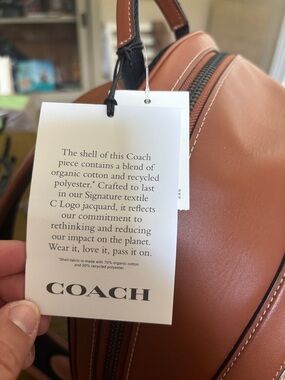 The shell of this Coach
piece contains a blend of
organic cotton and recycled
polyester.* Crafted to last
in our Signature textile
C Logo jacquard, it reflects
our commitment to
rethinking and reducing
our impact on the planet.
Wear it, love it, pass it on.
*Shell fabric is made with 70% organic cotton
and 30% recycled polyester
COACH